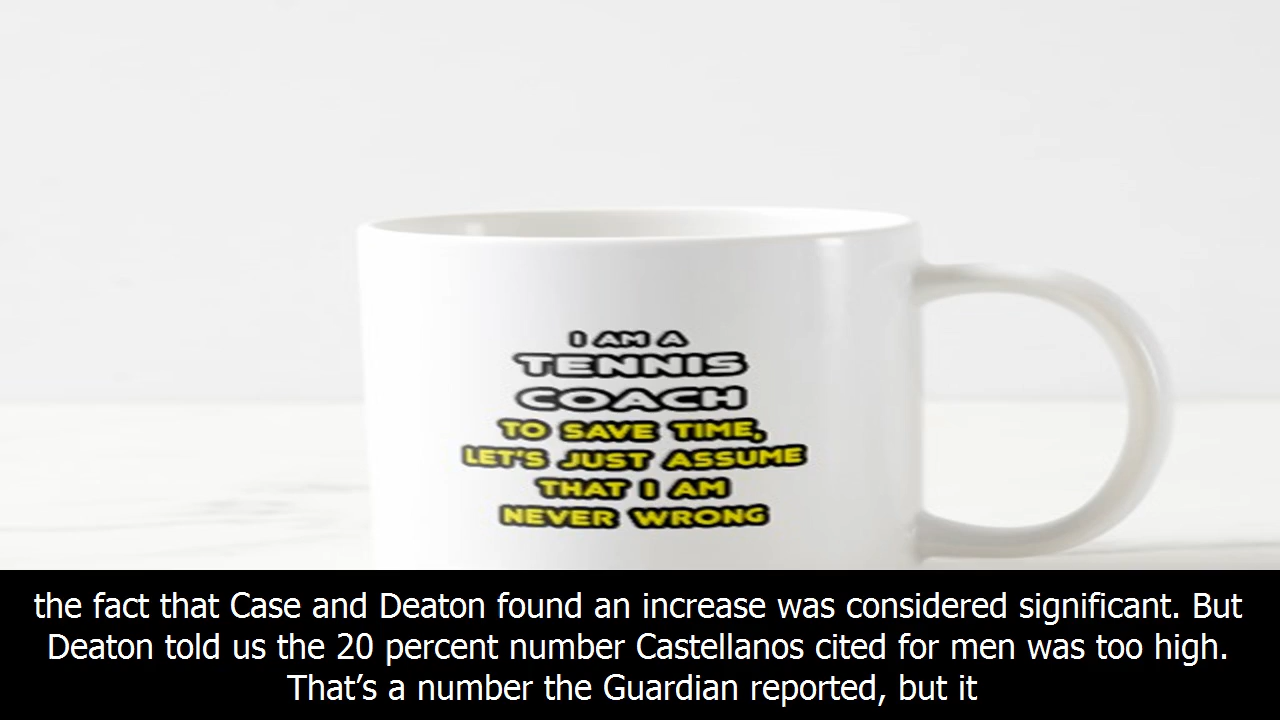 I AM A
TENNIS
COACH
TO SAVE TIME,
LET'S JUST ASSUME
THAT I AM
NEVER WRONG
the fact that Case and Deaton found an increase was considered significant. But
Deaton told us the 20 percent number Castellanos cited for men was too high.
That’s a number the Guardian reported, but it